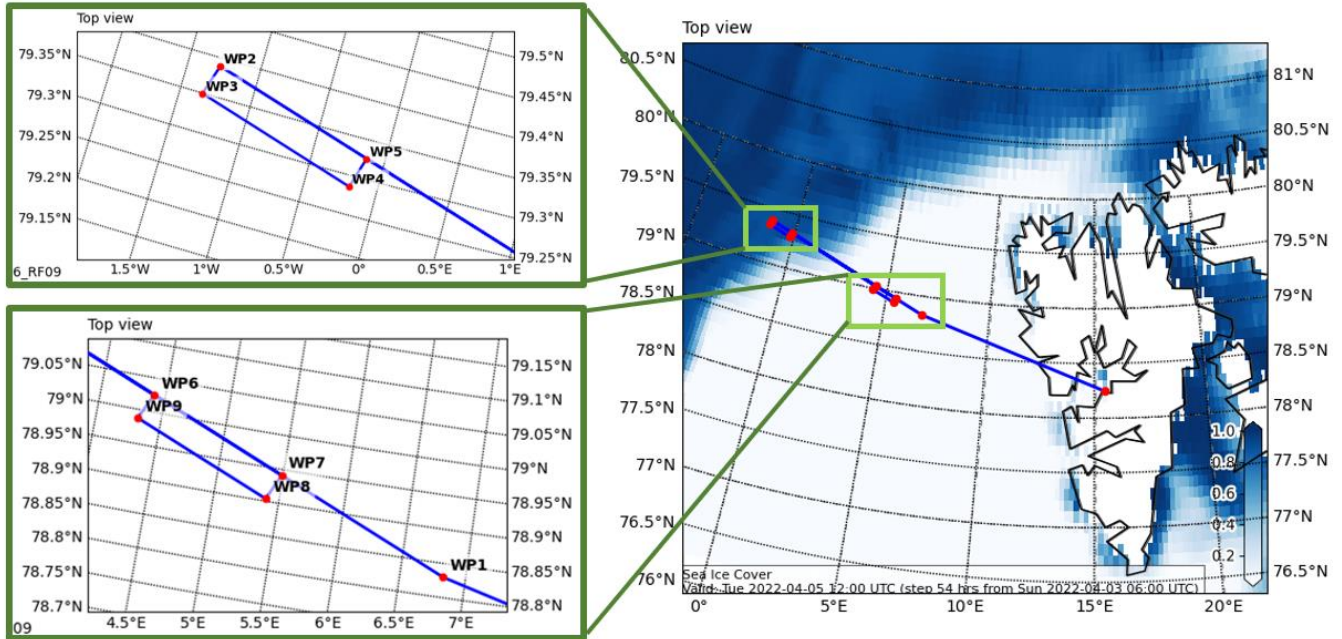 Top view
79.35°N
79.3°N
79.25°N
79.2°N
79.15°N
WP2
WP3
WP5
WP4
79.5°N
79.45°N
79.4°N
79.35°N
79.3°N
79.25°N
6_RF09
1.5°W
1°W
0.5°W
0°
0.5°E
1°E
Top view
79.05°N
79°N
78.95°N
78.9°N
78.85°N
78.8°N
78.75°N
78.7°N
WP6
WP9
WP7
WP8
WP1
79.15°N
79.1°N
79.05°N
79°N
78.95°N
78.9°N
78.85°N
78.8°N
09
4.5°E
5°E
5.5°E
6°E
6.5°E
7°E
Top view
80.5°N
80°N
79.5°N
79°N
78.5°N
78°N
77.5°N
77°N
76.5°N
76°N
81°N
80.5°N
80°N
79.5°N
79°N
78.5°N
78°N
77.5°N
77°N
76.5°N
1.0
0.8
0.6
0.4
0.2
Sea Ice Cover
Valid: Tue 2022-04-05 12:00 UTC (step 54 hrs from Sun 2022-04-03 06:00 UTC)
0°
5°E
10°E
15°E
20°E